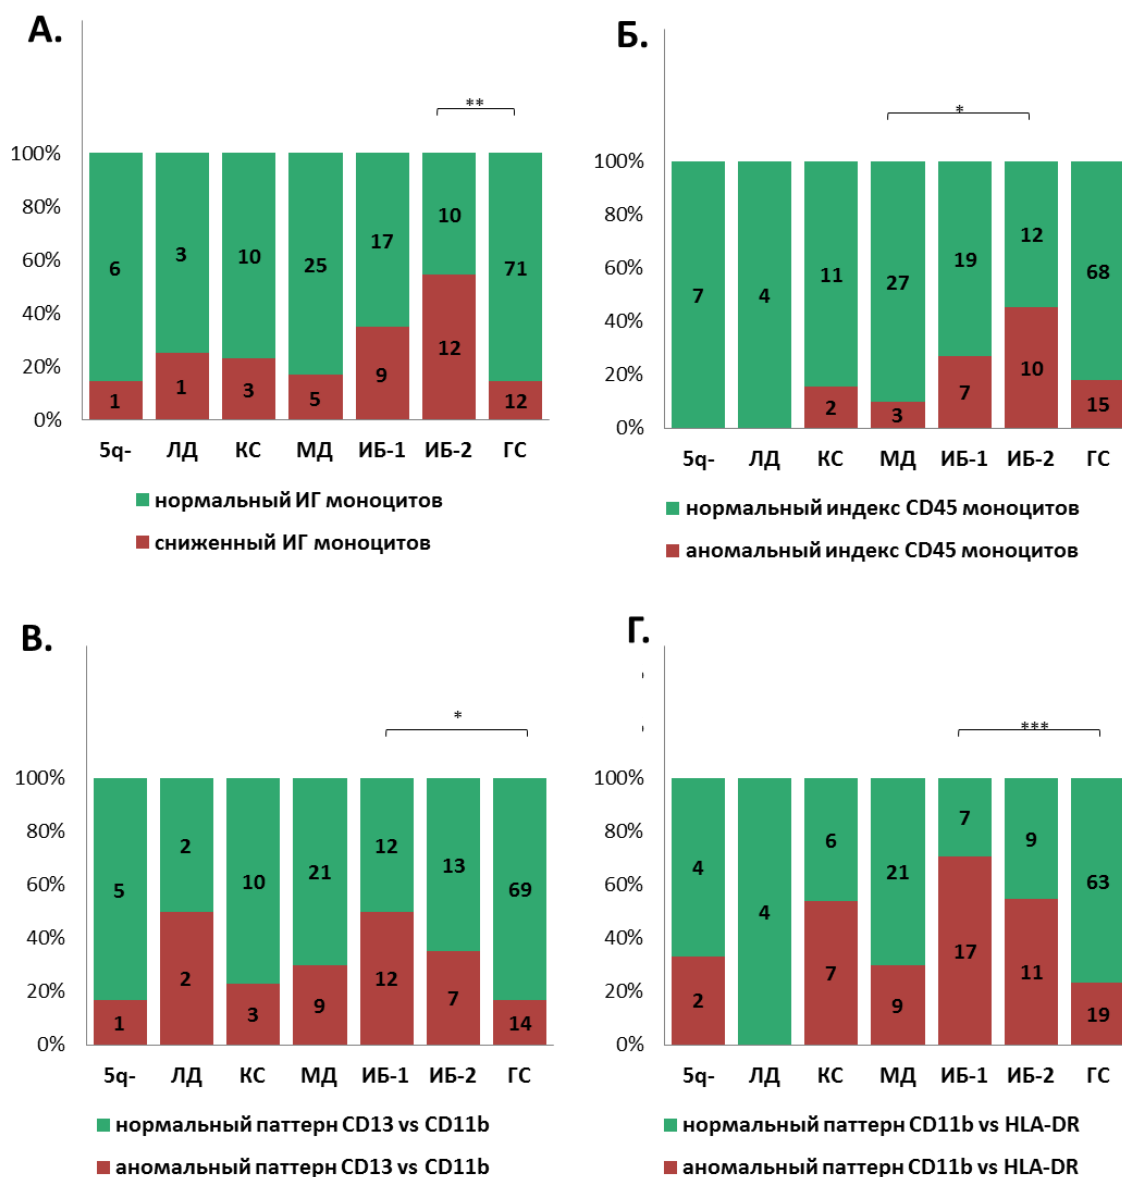 А.
**
100%
80%
60%
40%
20%
0%
6 3 10 25 17 10 71
1 1 3 5 9 12 12
5q- ЛД КС МД ИБ-1 ИБ-2 ГС
нормальный ИГ моноцитов
сниженный ИГ моноцитов
Б.
*
100%
80%
60%
40%
20%
0%
7 4 11 27 19 12 68
2 3 7 10 15
5q- ЛД КС МД ИБ-1 ИБ-2 ГС
нормальный индекс CD45 моноцитов
аномальный индекс CD45 моноцитов
В.
*
100%
80%
60%
40%
20%
0%
5 2 10 21 12 13 69
1 2 3 9 12 7 14
5q- ЛД КС МД ИБ-1 ИБ-2 ГС
нормальный паттерн CD13 vs CD11b
аномальный паттерн CD13 vs CD11b
Г.
***
100%
80%
60%
40%
20%
0%
4 4 6 21 7 9 63
2 7 9 17 11 19
5q- ЛД КС МД ИБ-1 ИБ-2 ГС
нормальный паттерн CD11b vs HLA-DR
аномальный паттерн CD11b vs HLA-DR